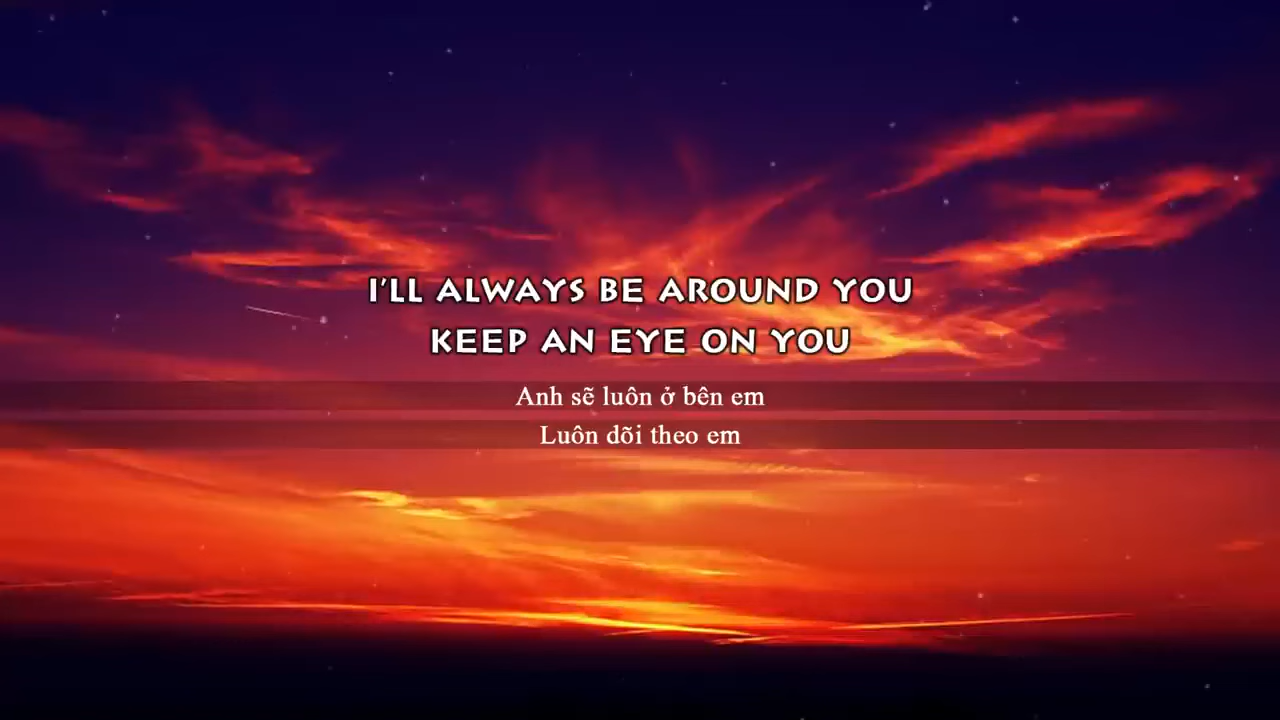 I'LL ALWAYS BE AROUND YOU
KEEP AN EYE ON YOU
Anh sẽ luôn ở bên em
Luôn dõi theo em